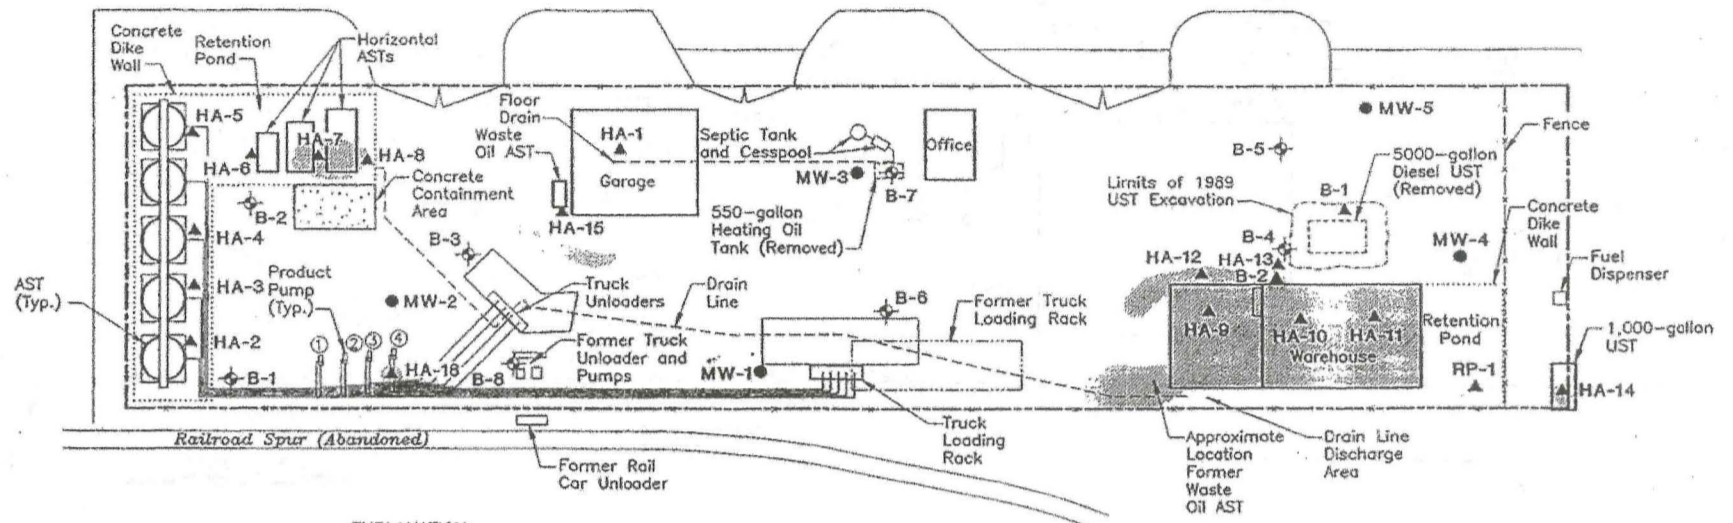 Concrete
Dike
Wall
Retention
Pond
Horizontal
ASTs
HA-5
HA-6
HA-7
HA-8
Concrete
Containment
Area
B-2
HA-4
HA-3
HA-2
B-1
AST
(Typ.)
Product
Pump
(Typ.)
1
2
3
4
MW-2
HA-16
B-3
Floor
Drain
Waste
Oil AST
HA-1
Garage
HA-15
Septic Tank
and Cesspool
MW-3
B-7
Office
550-gallon
Heating Oil
Tank (Removed)
Truck
Unloaders
Drain
Line
Former Truck
Unloader and
Pumps
B-8
MW-1
B-6
Former Truck
Loading Rack
Truck
Loading
Rack
Railroad Spur (Abandoned)
Former Rail
Car Unloader
MW-5
B-5
5000-gallon
Diesel UST
(Removed)
B-1
Limits of 1989
UST Excavation
B-4
HA-12
HA-13
B-2
MW-4
Fence
Concrete
Dike
Wall
Fuel
Dispenser
HA-9
HA-10
HA-11
Warehouse
Retention
Pond
RP-1
1,000-gallon
UST
HA-14
Approximate
Location
Former
Waste
Oil AST
Drain Line
Discharge
Area